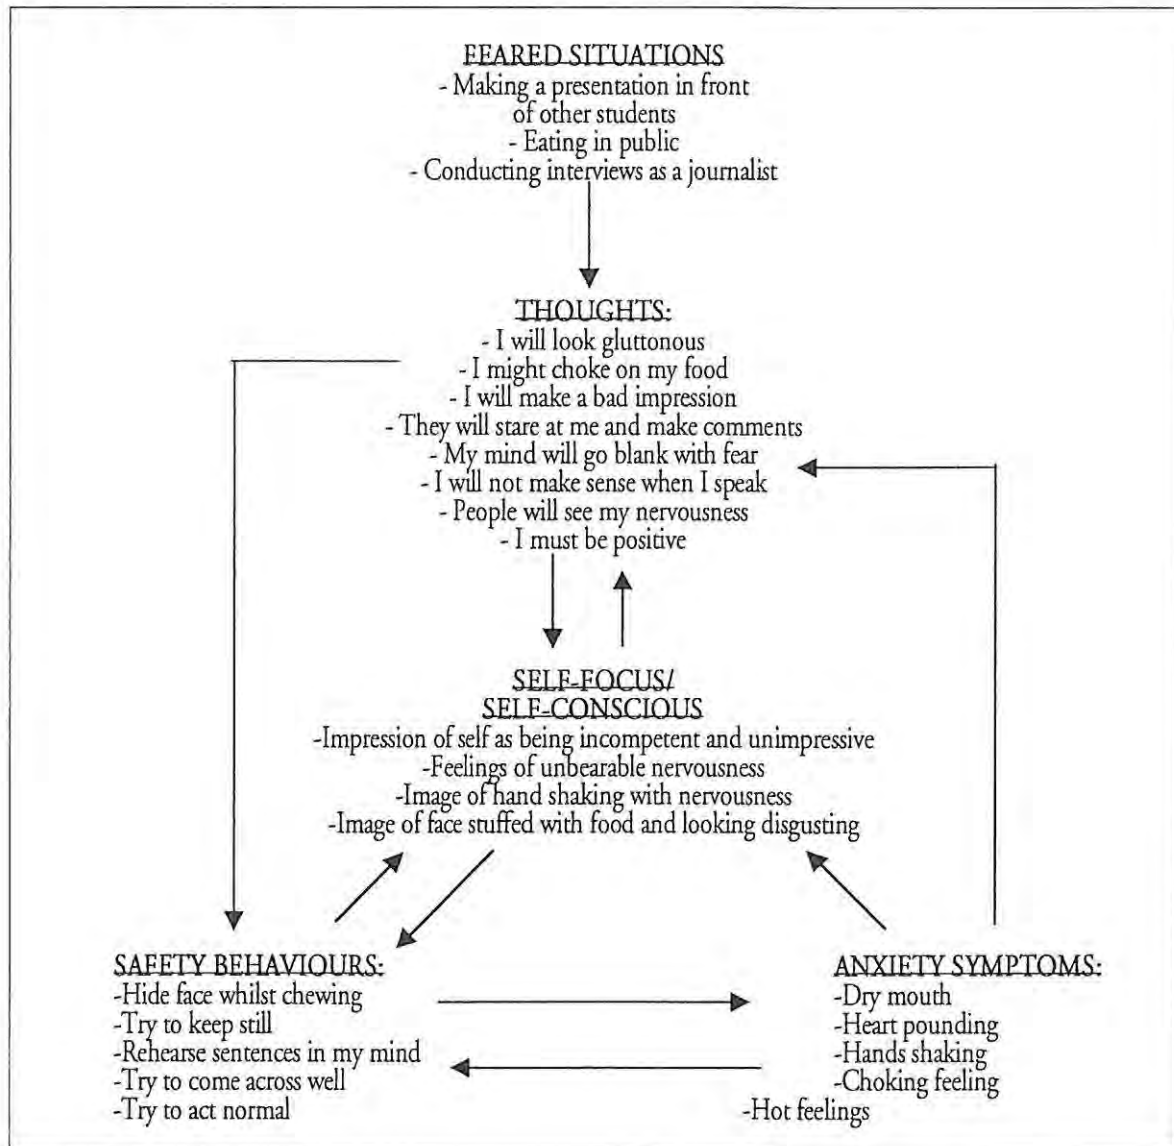 FEARED SITUATIONS
- Making a presentation in front
of other students
- Eating in public
- Conducting interviews as a journalist
THOUGHTS:
- I will look gluttonous
- I might choke on my food
- I will make a bad impression
- They will stare at me and make comments
- My mind will go blank with fear
- I will not make sense when I speak
- People will see my nervousness
- I must be positive
SELF-FOCUS/
SELF-CONSCIOUS
-Impression of self as being incompetent and unimpressive
-Feelings of unbearable nervousness
-Image of hand shaking with nervousness
-Image of face stuffed with food and looking disgusting
SAFETY BEHAVIOURS:
-Hide face whilst chewing
-Try to keep still
-Rehearse sentences in my mind
-Try to come across well
-Try to act normal
ANXIETY SYMPTOMS:
-Dry mouth
-Heart pounding
-Hands shaking
-Choking feeling
-Hot feelings